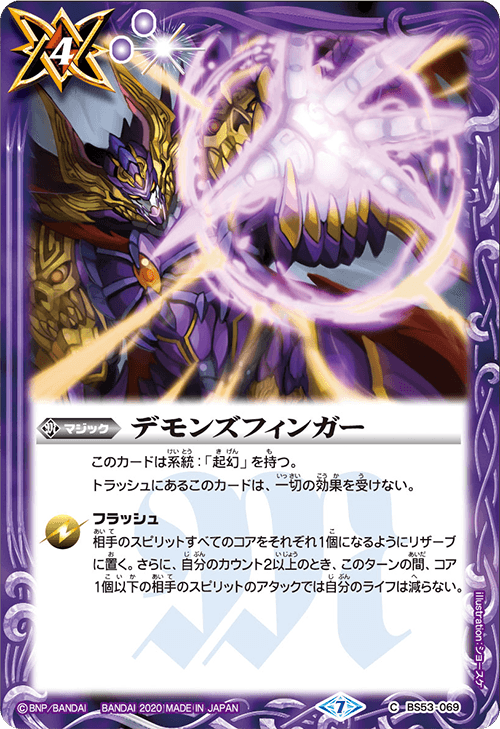 4
マジック
デモンズフィンガー
このカードは系統：「起幻」を持つ。
トラッシュにあるこのカードは、一切の効果を受けない。
フラッシュ
相手のスピリットすべてのコアをそれぞれ1個になるようにリザーブ
に置く。さらに、自分のカウント2以上のとき、このターンの間、コア
1個以下の相手のスピリットのアタックでは自分のライフは減らない。
illustration：ショースケ
©BNP/BANDAI BANDAI 2020 MADE IN JAPAN
7
C BS53-069